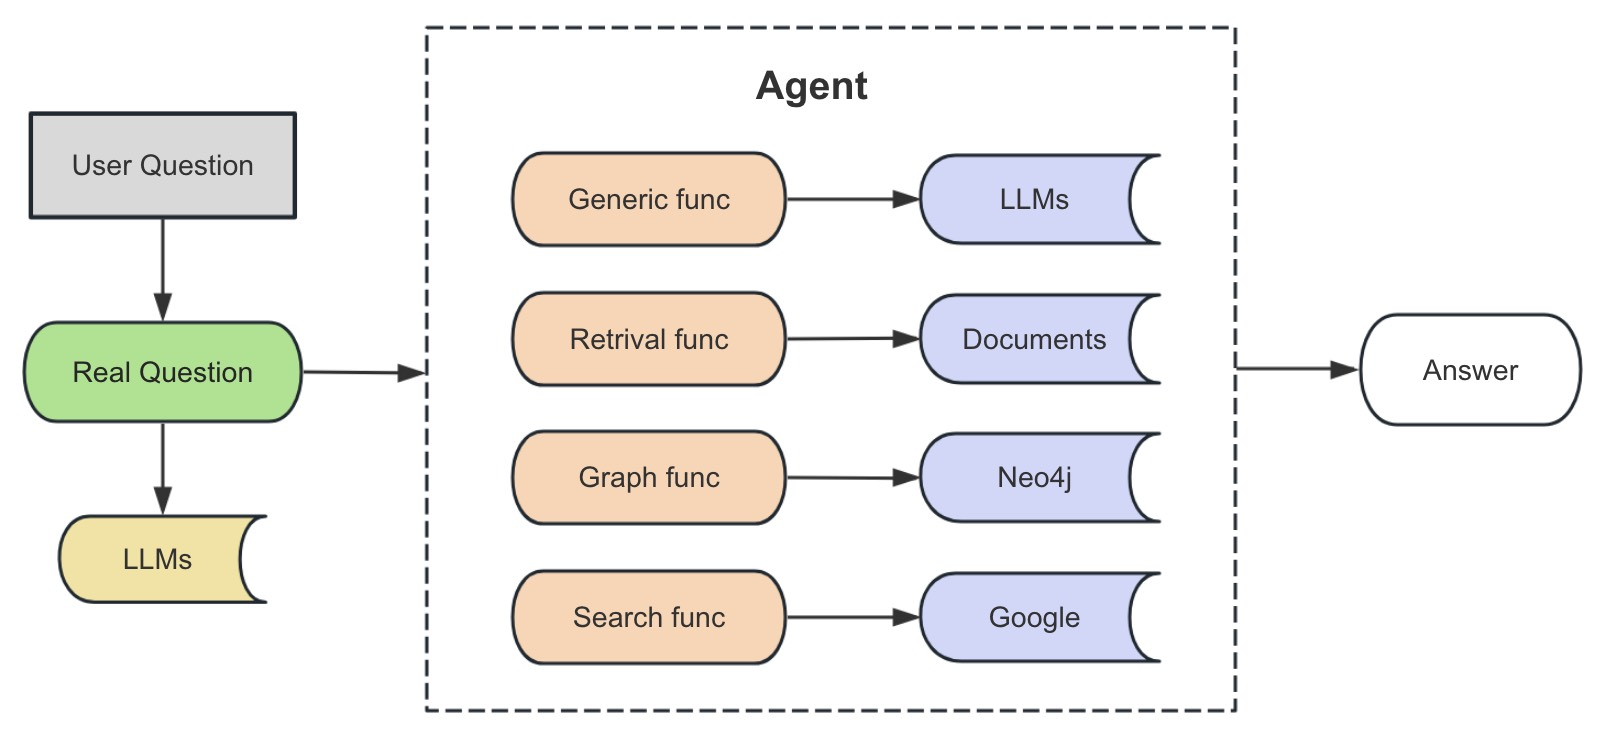 Agent
User Question
Real Question
LLMs
Generic func
LLMs
Retrival func
Documents
Graph func
Neo4j
Search func
Google
Answer